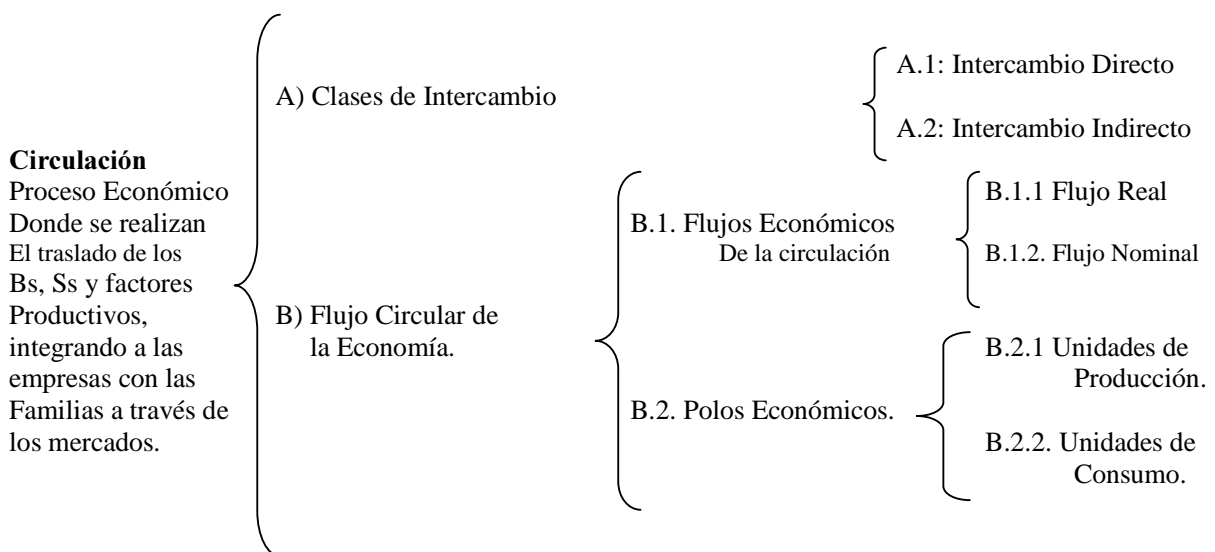 Circulación
Proceso Económico
Donde se realizan
El traslado de los
Bs, Ss y factores
Productivos,
integrando a las
empresas con las
Familias a través de
los mercados.
A) Clases de Intercambio
A.1: Intercambio Directo
A.2: Intercambio Indirecto
B) Flujo Circular de
la Economía.
B.1. Flujos Económicos
De la circulación
B.1.1 Flujo Real
B.1.2. Flujo Nominal
B.2. Polos Económicos.
B.2.1 Unidades de
Producción.
B.2.2. Unidades de
Consumo.